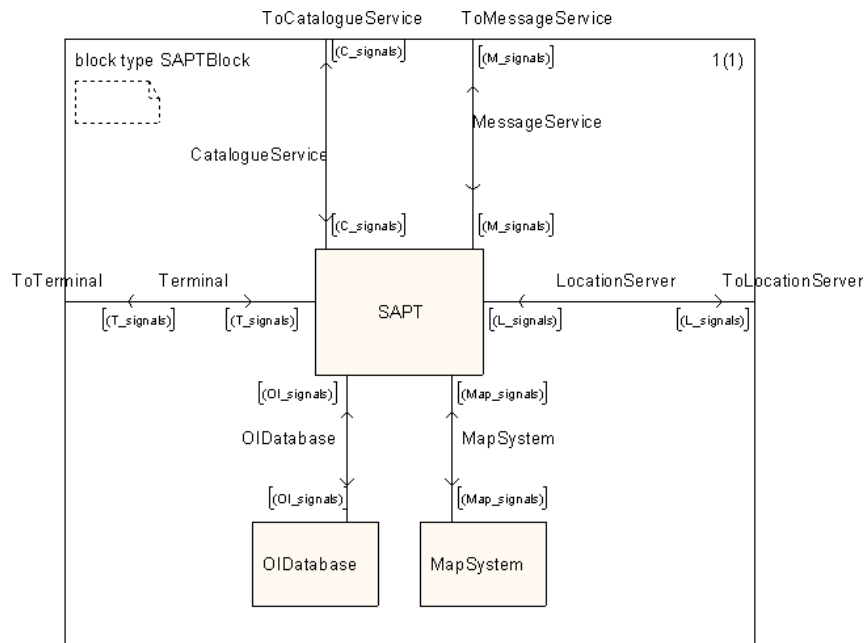 ToCatalogueService
ToMessageService
block type SAPTBlock
[(C_signals)]
[(M_signals)]
1(1)
MessageService
CatalogueService
[(C_signals)]
[(M_signals)]
ToTerminal
Terminal
LocationServer
ToLocationServer
[(T_signals)]
[(T_signals)]
SAPT
[(L_signals)]
[(L_signals)]
[(OI_signals)]
[(Map_signals)]
OIDatabase
MapSystem
[(OI_signals)]
[(Map_signals)]
OIDatabase
MapSystem